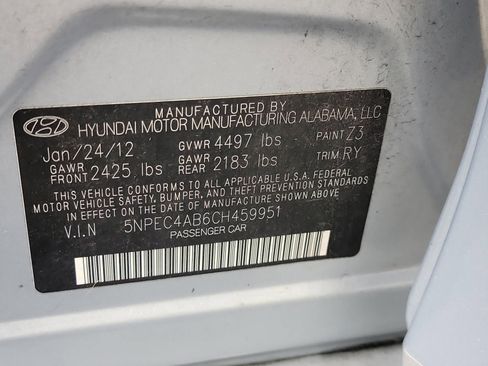 MANUFACTURED BY
HYUNDAI MOTOR MANUFACTURING ALABAMA, LLC
Jan/24/12 GVWR 4497 lbs PAINT Z3
GAWR FRONT 2425 lbs GAWR REAR 2183 lbs TRIM RY
THIS VEHICLE CONFORMS TO ALL APPLICABLE U.S.A FEDERAL
MOTOR VEHICLE SAFETY, BUMPER, AND THEFT PREVENTION STANDARDS
IN EFFECT ON THE DATE OF MANUFACTURE SHOWN ABOVE
V.I.N 5NPEC4AB6CH459951
PASSENGER CAR